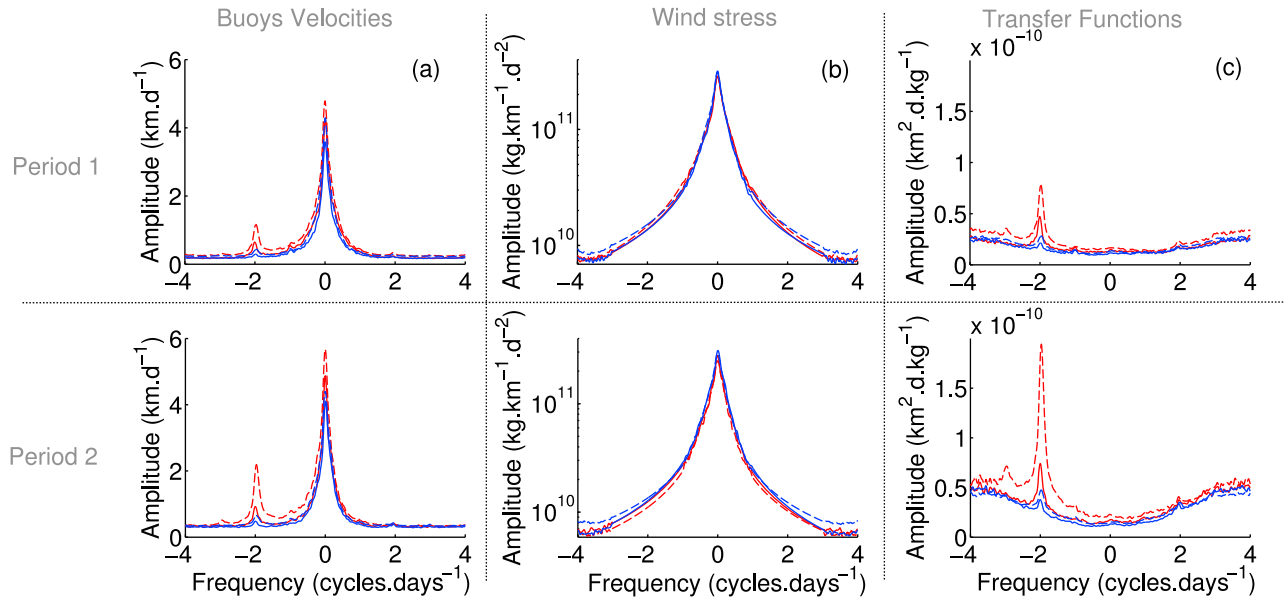 Buoys Velocities
Wind stress
Transfer Functions
Period 1
Amplitude (km.d⁻¹)
6
4
2
0
(a)
−4 −2 0 2 4
Amplitude (kg.km⁻¹.d⁻²)
10¹¹
10¹⁰
(b)
−4 −2 0 2 4
Amplitude (km².d.kg⁻¹)
x 10⁻¹⁰
1.5
1
0.5
0
(c)
−4 −2 0 2 4
Period 2
Amplitude (km.d⁻¹)
6
4
2
0
−4 −2 0 2 4
Frequency (cycles.days⁻¹)
Amplitude (kg.km⁻¹.d⁻²)
10¹¹
10¹⁰
−4 −2 0 2 4
Frequency (cycles.days⁻¹)
Amplitude (km².d.kg⁻¹)
x 10⁻¹⁰
1.5
1
0.5
0
−4 −2 0 2 4
Frequency (cycles.days⁻¹)